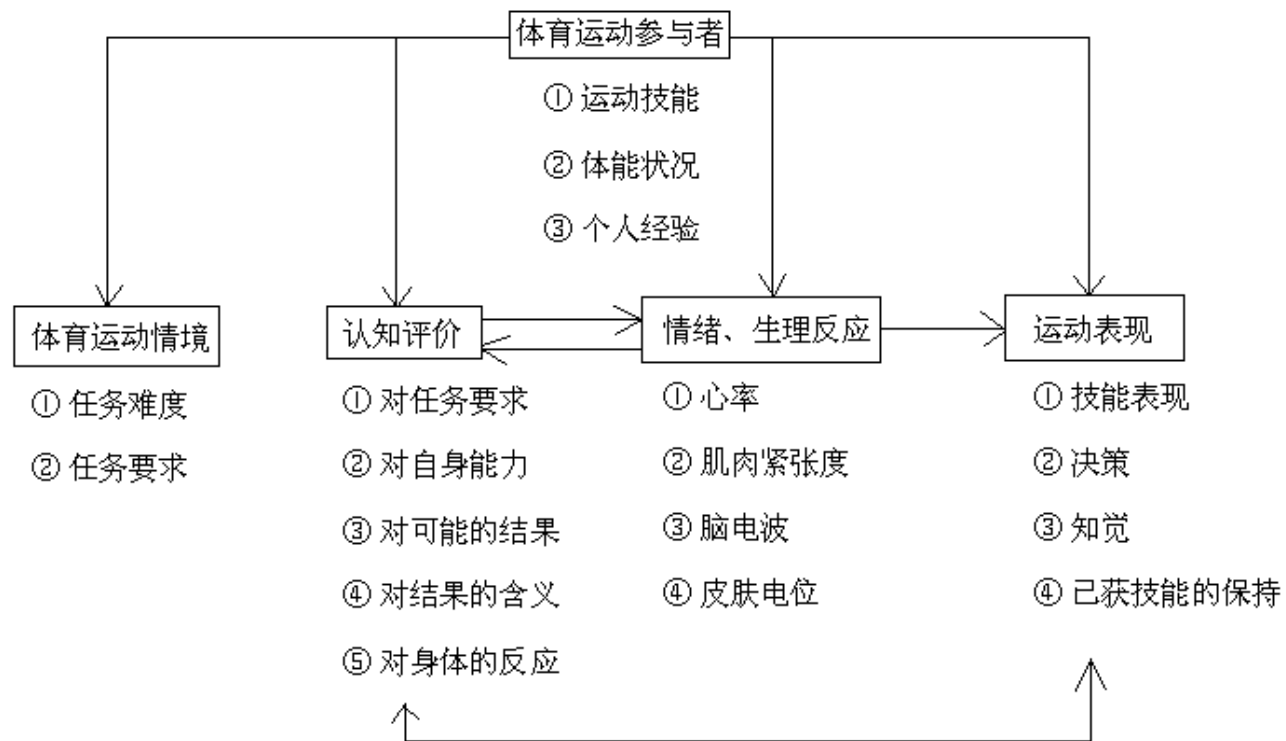 体育运动参与者
① 运动技能
② 体能状况
③ 个人经验
体育运动情境
① 任务难度
② 任务要求
认知评价
① 对任务要求
② 对自身能力
③ 对可能的结果
④ 对结果的含义
⑤ 对身体的反应
情绪、生理反应
① 心率
② 肌肉紧张度
③ 脑电波
④ 皮肤电位
运动表现
① 技能表现
② 决策
③ 知觉
④ 已获技能的保持